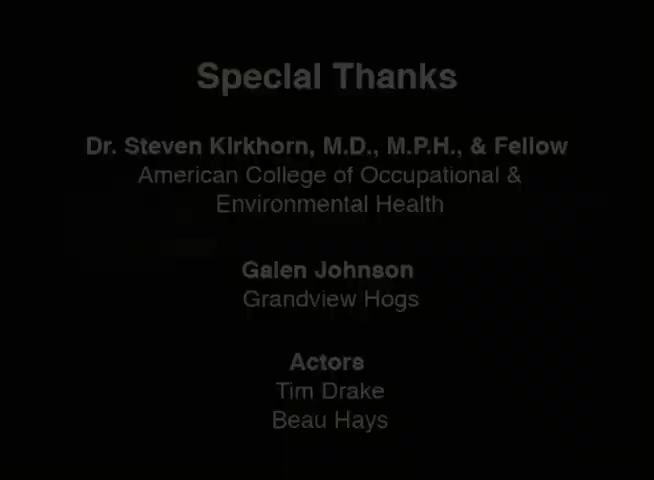 Special Thanks
Dr. Steven Kirkhorn, M.D., M.P.H., & Fellow
American College of Occupational &
Environmental Health
Galen Johnson
Grandview Hogs
Actors
Tim Drake
Beau Hays